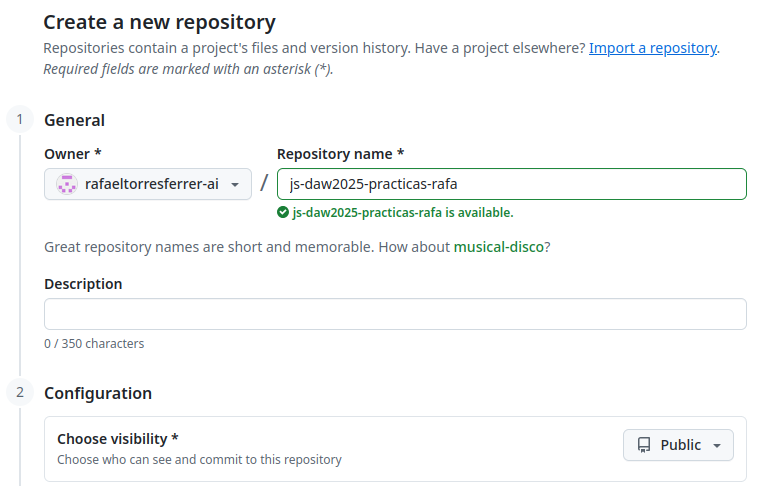 Create a new repository
Repositories contain a project's files and version history. Have a project elsewhere? Import a repository.
Required fields are marked with an asterisk (*).
1 General
Owner * Repository name *
rafaeltorresferrer-ai / js-daw2025-practicas-rafa
js-daw2025-practicas-rafa is available.
Great repository names are short and memorable. How about musical-disco?
Description
0 / 350 characters
2 Configuration
Choose visibility *
Public
Choose who can see and commit to this repository